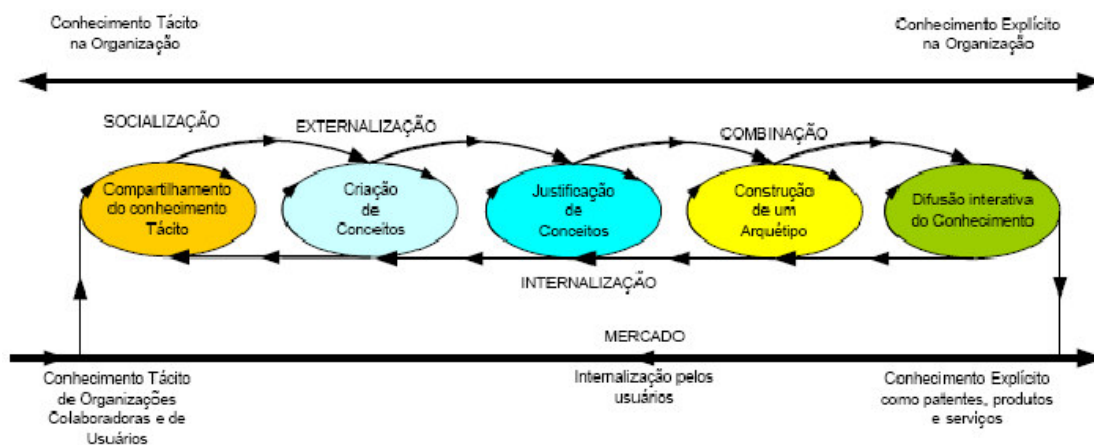 Conhecimento Tácito
na Organização
Conhecimento Explícito
na Organização
SOCIALIZAÇÃO
EXTERNALIZAÇÃO
COMBINAÇÃO
Compartilhamento
do conhecimento
Tácito
Criação
de
Conceitos
Justificação
de
Conceitos
Construção
de um
Arquétipo
Difusão interativa
do Conhecimento
INTERNALIZAÇÃO
MERCADO
Conhecimento Tácito
de Organizações
Colaboradoras e de
Usuários
Internalização pelos
usuários
Conhecimento Explícito
como patentes, produtos
e serviços